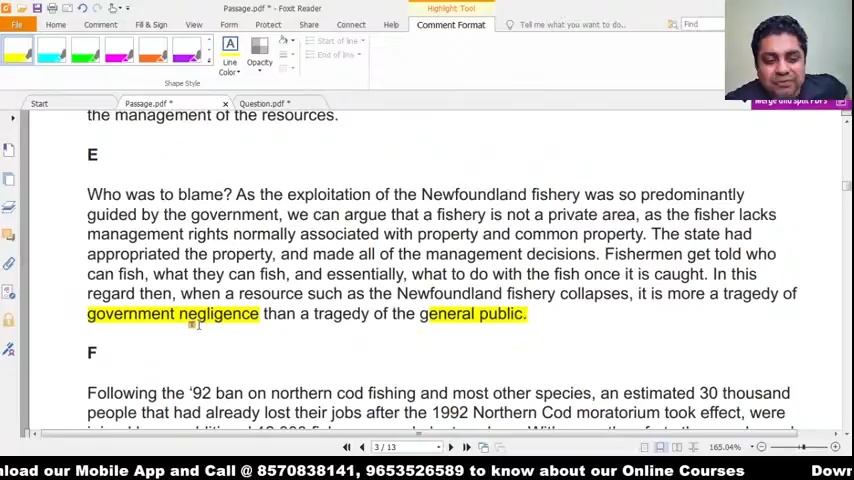 Passage.pdf * - Foxit Reader
Highlight Tool
File
Home
Comment
Fill & Sign
View
Form
Protect
Share
Connect
Help
Comment Format
Tell me what you want to do...
Find
Line
Color
Opacity
Start of line
End of line
Shape Style
Start
Passage.pdf *
Question.pdf *
Merge and Split PDFs
the management of the resources.
E
Who was to blame? As the exploitation of the Newfoundland fishery was so predominantly
guided by the government, we can argue that a fishery is not a private area, as the fisher lacks
management rights normally associated with property and common property. The state had
appropriated the property, and made all of the management decisions. Fishermen get told who
can fish, what they can fish, and essentially, what to do with the fish once it is caught. In this
regard then, when a resource such as the Newfoundland fishery collapses, it is more a tragedy of
government negligence than a tragedy of the general public.
F
Following the ‘92 ban on northern cod fishing and most other species, an estimated 30 thousand
people that had already lost their jobs after the 1992 Northern Cod moratorium took effect, were
3 / 13
165.04%
nload our Mobile App and Call @ 8570838141, 9653526589 to know about our Online Courses
Down